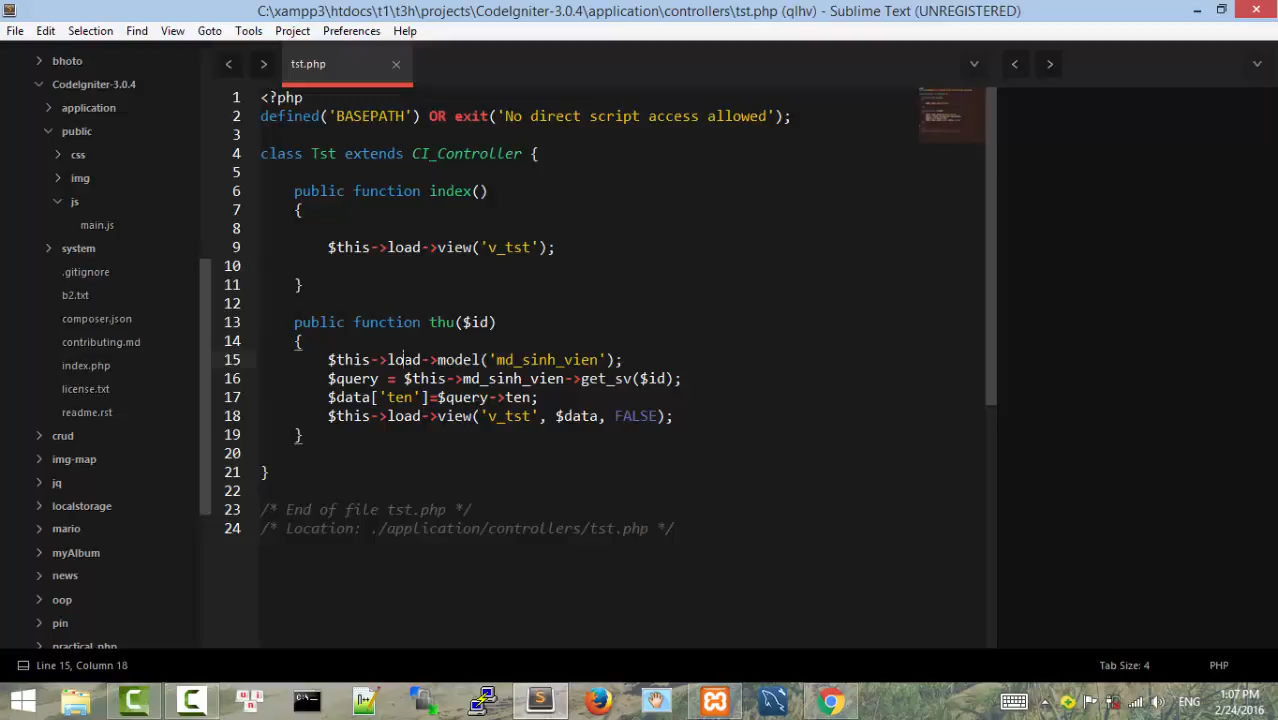 C:\xampp3\htdocs\t1\t3h\projects\CodeIgniter-3.0.4\application\controllers\tst.php (qlhv) - Sublime Text (UNREGISTERED)
File Edit Selection Find View Goto Tools Project Preferences Help
bhoto
CodeIgniter-3.0.4
application
public
css
img
js
main.js
system
.gitignore
b2.txt
composer.json
contributing.md
index.php
license.txt
readme.rst
crud
img-map
jq
localstorage
mario
myAlbum
news
oop
pin
practical_php
tst.php
1 <?php
2 defined('BASEPATH') OR exit('No direct script access allowed');
3
4 class Tst extends CI_Controller {
5
6 public function index()
7 {
8
9 $this->load->view('v_tst');
10
11 }
12
13 public function thu($id)
14 {
15 $this->load->model('md_sinh_vien');
16 $query = $this->md_sinh_vien->get_sv($id);
17 $data['ten']=$query->ten;
18 $this->load->view('v_tst', $data, FALSE);
19 }
20
21 }
22
23 /* End of file tst.php */
24 /* Location: ./application/controllers/tst.php */
Line 15, Column 18
Tab Size: 4
PHP
ENG
1:07 PM
2/24/2016